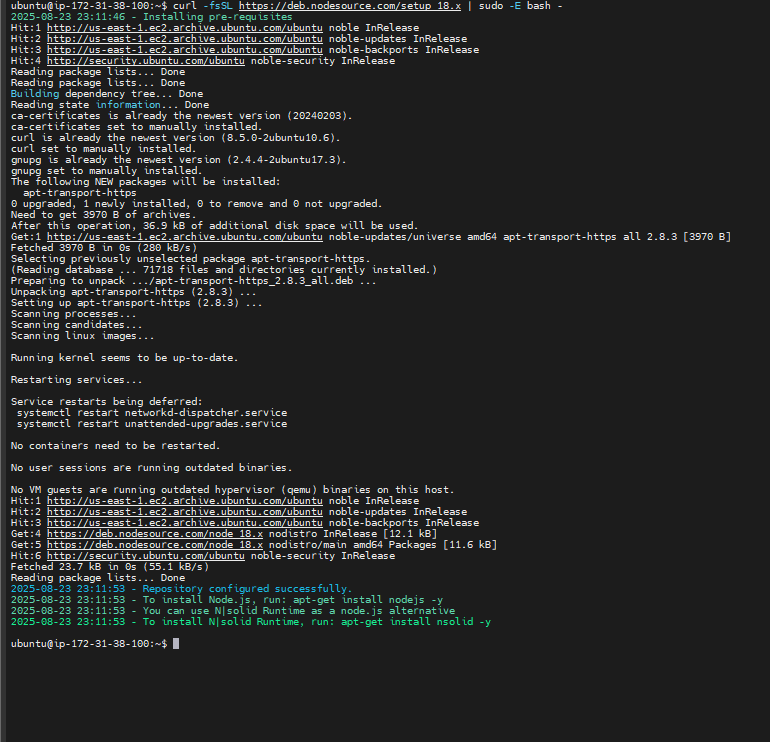 ubuntu@ip-172-31-38-100:~$ curl -fsSL https://deb.nodesource.com/setup_18.x | sudo -E bash -
2025-08-23 23:11:46 - Installing pre-requisites
Hit:1 http://us-east-1.ec2.archive.ubuntu.com/ubuntu noble InRelease
Hit:2 http://us-east-1.ec2.archive.ubuntu.com/ubuntu noble-updates InRelease
Hit:3 http://us-east-1.ec2.archive.ubuntu.com/ubuntu noble-backports InRelease
Hit:4 http://security.ubuntu.com/ubuntu noble-security InRelease
Reading package lists... Done
Reading package lists... Done
Building dependency tree... Done
Reading state information... Done
ca-certificates is already the newest version (20240203).
ca-certificates set to manually installed.
curl is already the newest version (8.5.0-2ubuntu10.6).
curl set to manually installed.
gnupg is already the newest version (2.4.4-2ubuntu17.3).
gnupg set to manually installed.
The following NEW packages will be installed:
  apt-transport-https
0 upgraded, 1 newly installed, 0 to remove and 0 not upgraded.
Need to get 3970 B of archives.
After this operation, 36.9 kB of additional disk space will be used.
Get:1 http://us-east-1.ec2.archive.ubuntu.com/ubuntu noble-updates/universe amd64 apt-transport-https all 2.8.3 [3970 B]
Fetched 3970 B in 0s (280 kB/s)
Selecting previously unselected package apt-transport-https.
(Reading database ... 71718 files and directories currently installed.)
Preparing to unpack .../apt-transport-https_2.8.3_all.deb ...
Unpacking apt-transport-https (2.8.3) ...
Setting up apt-transport-https (2.8.3) ...
Scanning processes...
Scanning candidates...
Scanning linux images...

Running kernel seems to be up-to-date.

Restarting services...

Service restarts being deferred:
 systemctl restart networkd-dispatcher.service
 systemctl restart unattended-upgrades.service

No containers need to be restarted.

No user sessions are running outdated binaries.

No VM guests are running outdated hypervisor (qemu) binaries on this host.
Hit:1 http://us-east-1.ec2.archive.ubuntu.com/ubuntu noble InRelease
Hit:2 http://us-east-1.ec2.archive.ubuntu.com/ubuntu noble-updates InRelease
Hit:3 http://us-east-1.ec2.archive.ubuntu.com/ubuntu noble-backports InRelease
Get:4 https://deb.nodesource.com/node_18.x nodistro InRelease [12.1 kB]
Get:5 https://deb.nodesource.com/node_18.x nodistro/main amd64 Packages [11.6 kB]
Hit:6 http://security.ubuntu.com/ubuntu noble-security InRelease
Fetched 23.7 kB in 0s (55.1 kB/s)
Reading package lists... Done
2025-08-23 23:11:53 - Repository configured successfully.
2025-08-23 23:11:53 - To install Node.js, run: apt-get install nodejs -y
2025-08-23 23:11:53 - You can use N|solid Runtime as a node.js alternative
2025-08-23 23:11:53 - To install N|solid Runtime, run: apt-get install nsolid -y

ubuntu@ip-172-31-38-100:~$